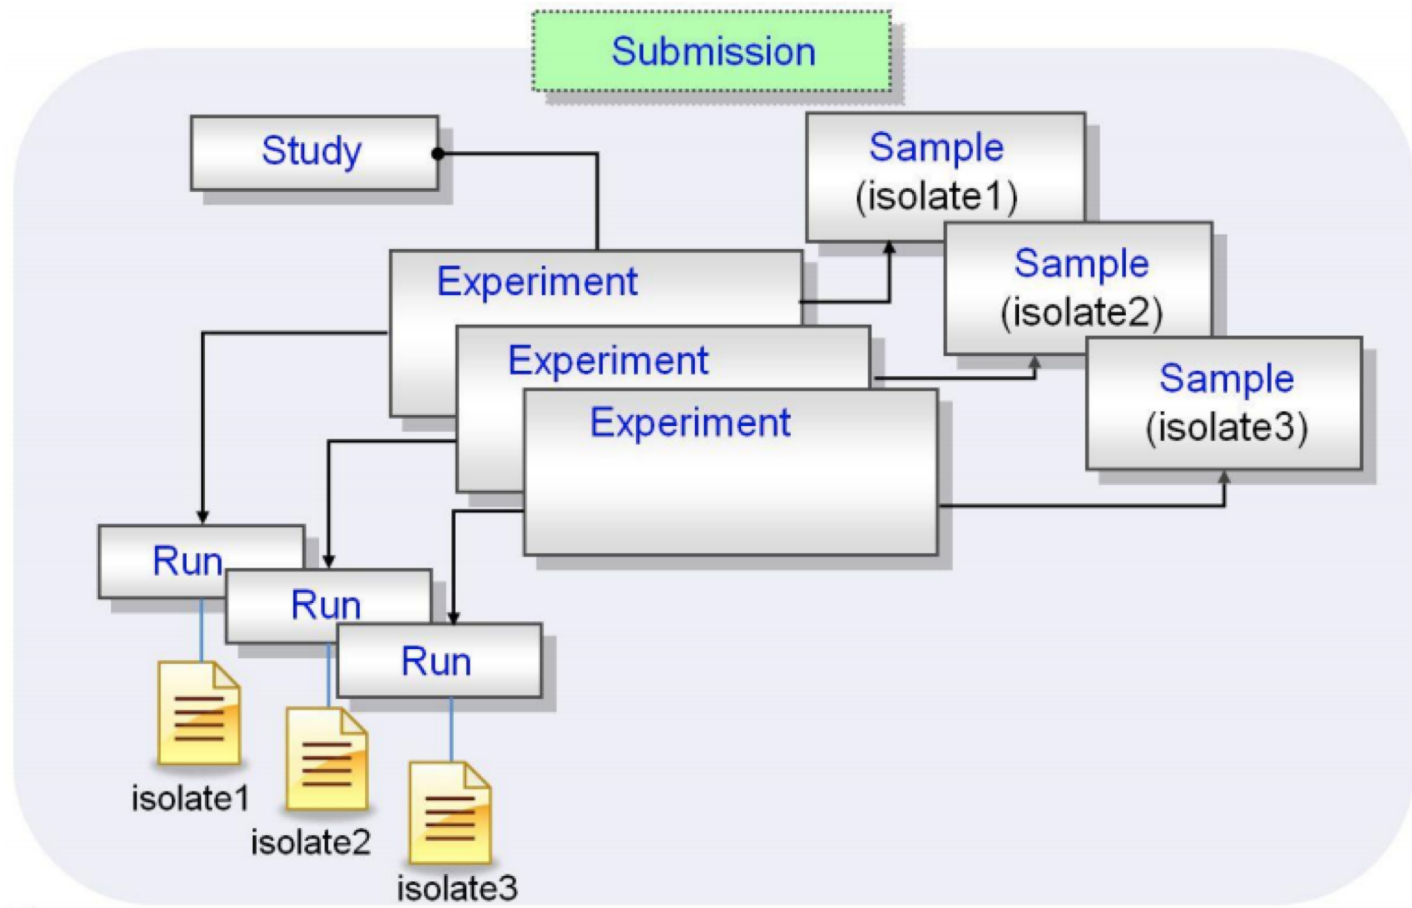 Submission
Study
Sample
(isolate1)
Sample
(isolate2)
Sample
(isolate3)
Experiment
Experiment
Experiment
Run
Run
Run
isolate1
isolate2
isolate3